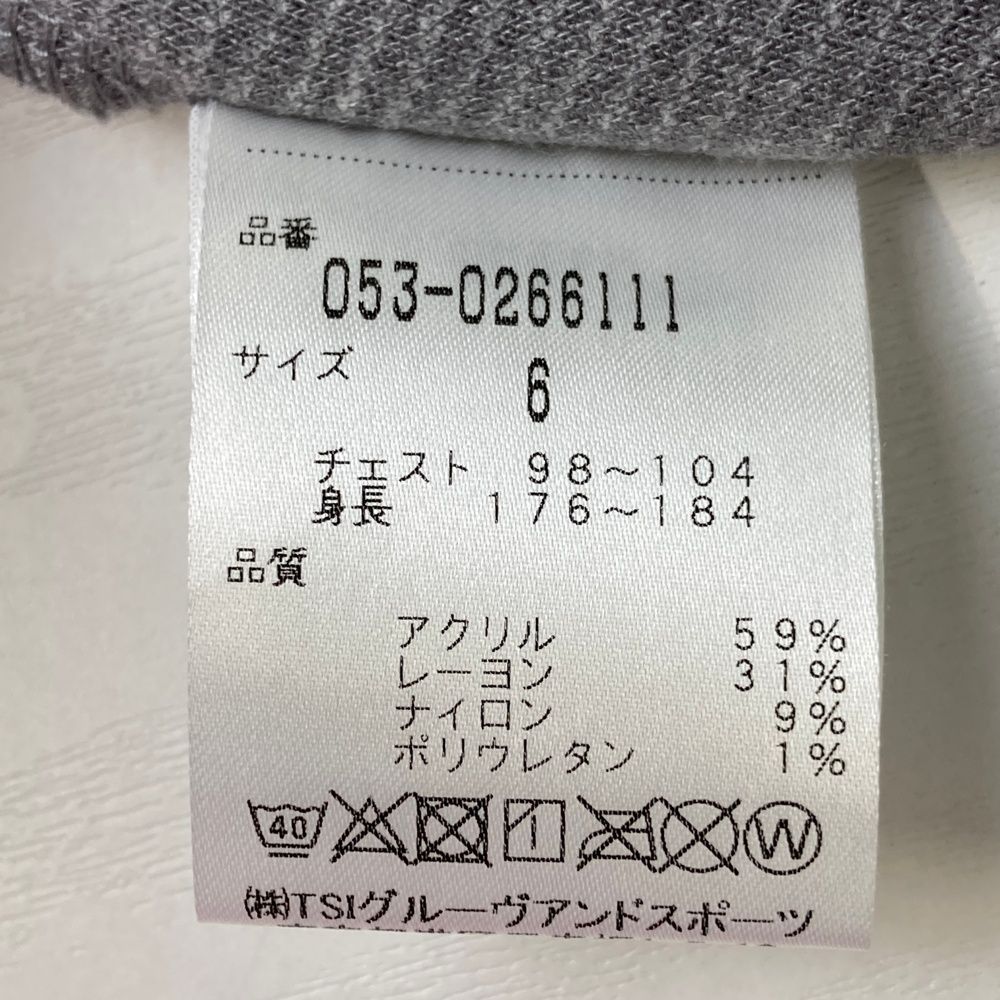 品番
053-0266111
サイズ 6
チェスト 98～104
身長 176～184
品質
アクリル 59%
レーヨン 31%
ナイロン 9%
ポリウレタン 1%
40 W
㈱TSIグルーヴアンドスポーツ